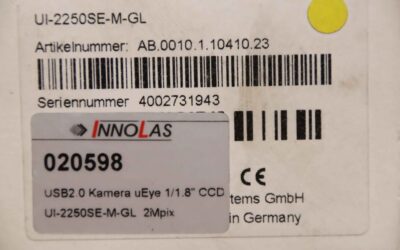 UI-2250SE-M-GL
Artikelnummer: AB.0010.1.10410.23
Seriennummer 4002731943
INNOLAS
020598
USB2.0 Kamera uEye 1/1.8" CCD
UI-2250SE-M-GL 2Mpix
CE
stems GmbH
in Germany